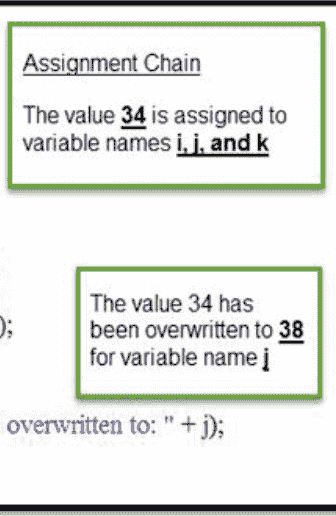 Assignment Chain
The value 34 is assigned to
variable names i, j, and k
The value 34 has
);
been overwritten to 38
for variable name j
overwritten to: " + j);